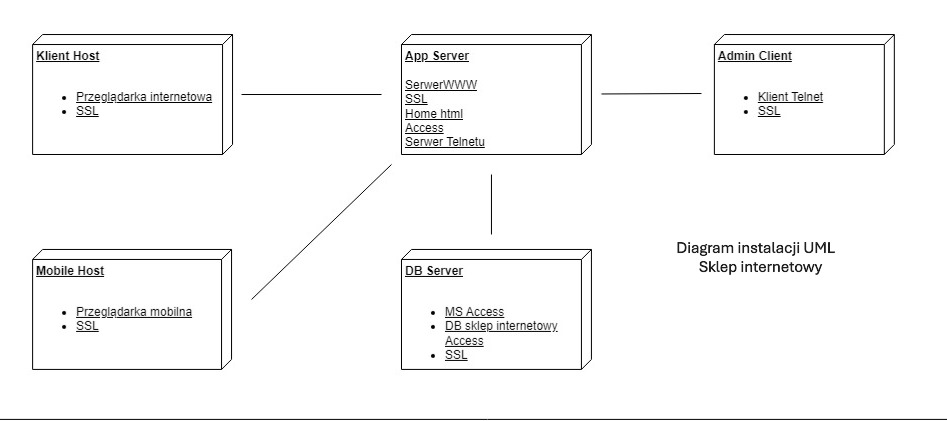 Klient Host
Przeglądarka internetowa
SSL
App Server
SerwerWWW
SSL
Home html
Access
Serwer Telnetu
Admin Client
Klient Telnet
SSL
Mobile Host
Przeglądarka mobilna
SSL
DB Server
MS Access
DB sklep internetowy
Access
SSL
Diagram instalacji UML
Sklep internetowy